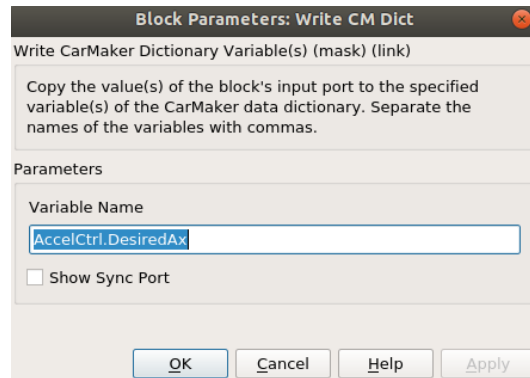 Block Parameters: Write CM Dict
Write CarMaker Dictionary Variable(s) (mask) (link)
Copy the value(s) of the block's input port to the specified
variable(s) of the CarMaker data dictionary. Separate the
names of the variables with commas.
Parameters
Variable Name
AccelCtrl.DesiredAx
Show Sync Port
OK Cancel Help Apply